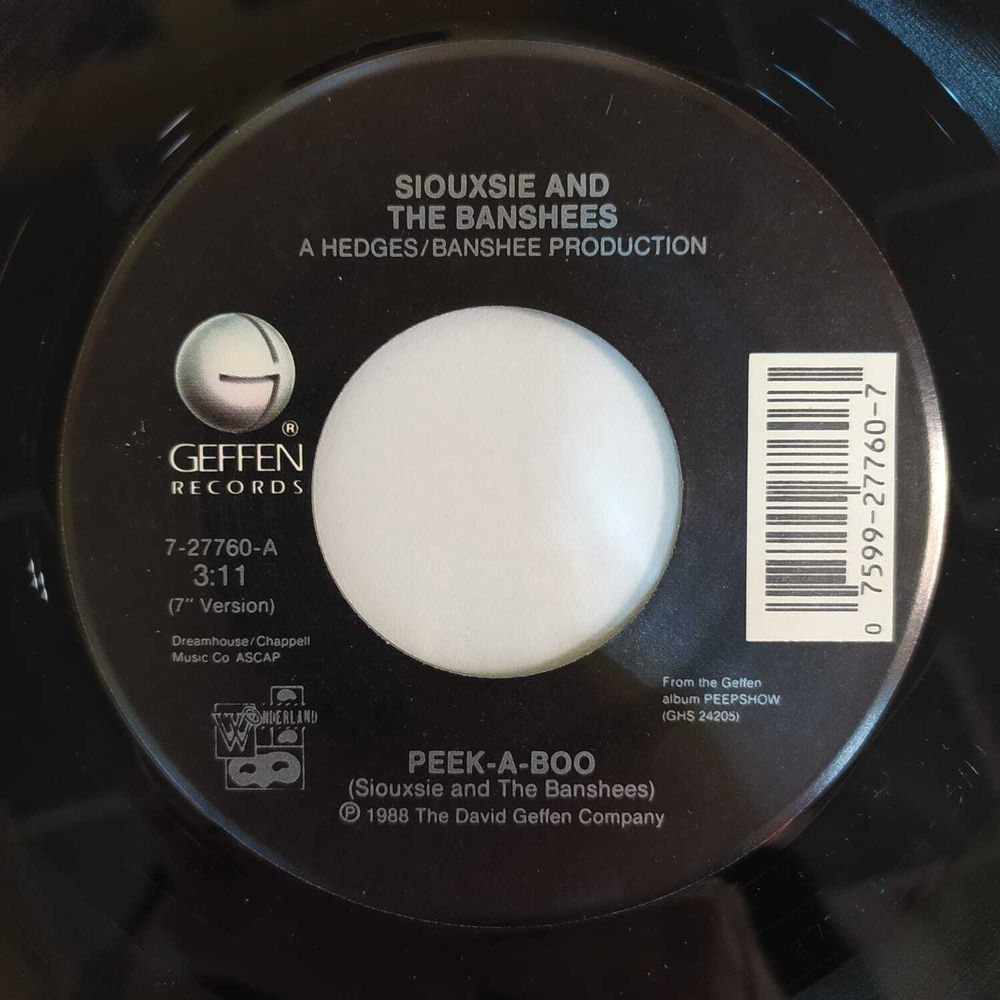 SIOUXSIE AND
THE BANSHEES
A HEDGES/BANSHEE PRODUCTION
GEFFEN®
RECORDS
7-27760-A
3:11
(7" Version)
Dreamhouse/Chappell
Music Co ASCAP
WONDERLAND
0 7599-27760-7
From the Geffen
album PEEPSHOW
(GHS 24205)
PEEK-A-BOO
(Siouxsie and The Banshees)
℗ 1988 The David Geffen Company